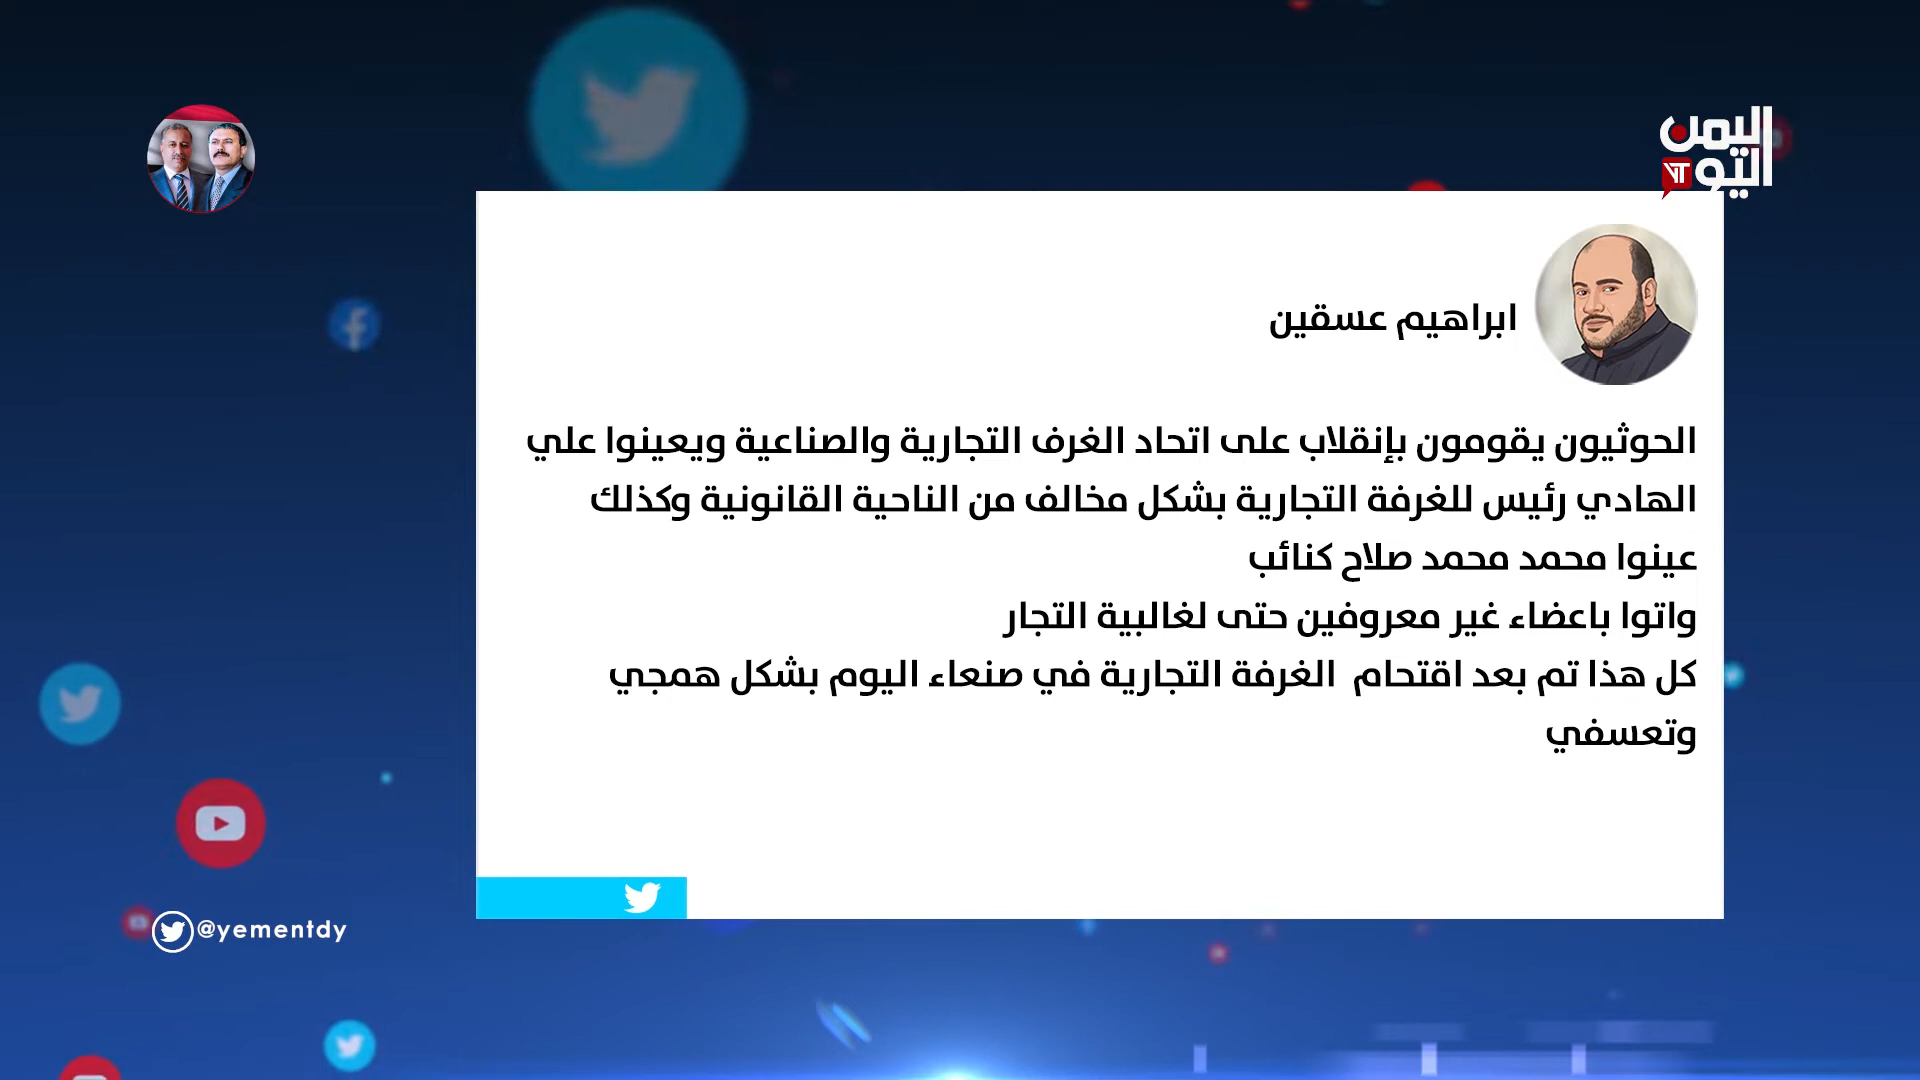 اليمن
اليوم
YT
ابراهيم عسقين
الحوثيون يقومون بإنقلاب على اتحاد الغرف التجارية والصناعية ويعينوا علي
الهادي رئيس للغرفة التجارية بشكل مخالف من الناحية القانونية وكذلك
عينوا محمد محمد صلاح كنائب
واتوا باعضاء غير معروفين حتى لغالبية التجار
كل هذا تم بعد اقتحام الغرفة التجارية في صنعاء اليوم بشكل همجي
وتعسفي
@yementdy